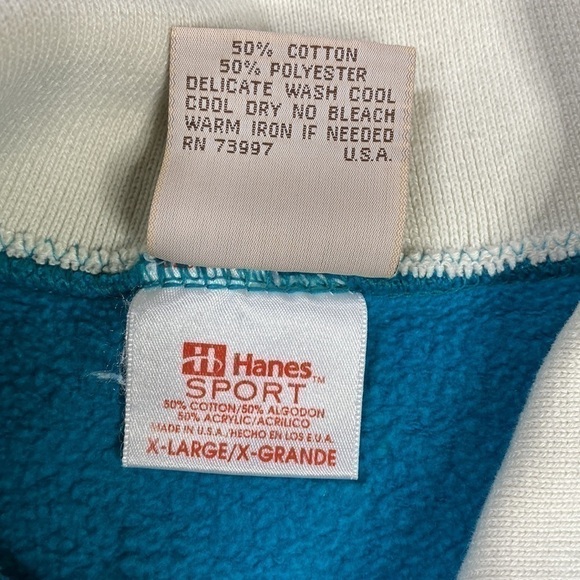 50% COTTON
50% POLYESTER
DELICATE WASH COOL
COOL DRY NO BLEACH
WARM IRON IF NEEDED
RN 73997 U.S.A.
Hanes™
SPORT
50% COTTON/50% ALGODON
50% ACRYLIC/ACRILICO
MADE IN U.S.A./HECHO EN LOS E.U.A.
X-LARGE/X-GRANDE